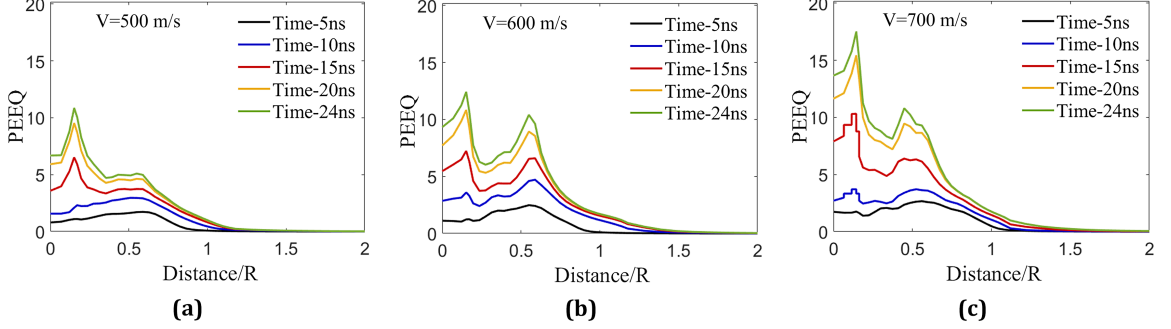 V=500 m/s
Time-5ns
Time-10ns
Time-15ns
Time-20ns
Time-24ns
PEEQ
20
15
10
5
0
0 0.5 1 1.5 2
Distance/R
(a)
V=600 m/s
Time-5ns
Time-10ns
Time-15ns
Time-20ns
Time-24ns
PEEQ
20
15
10
5
0
0 0.5 1 1.5 2
Distance/R
(b)
V=700 m/s
Time-5ns
Time-10ns
Time-15ns
Time-20ns
Time-24ns
PEEQ
20
15
10
5
0
0 0.5 1 1.5 2
Distance/R
(c)